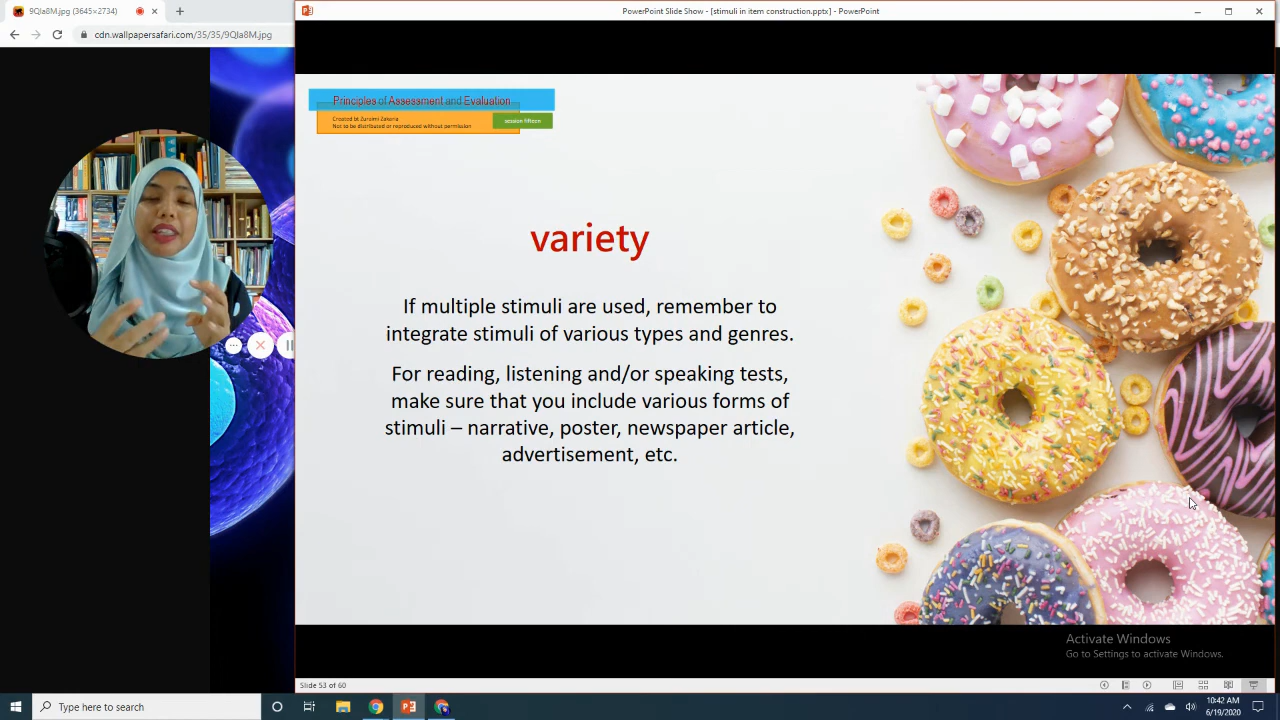 9QIa8M.jpg (3645×2734)
PowerPoint Slide Show - [stimuli in item construction.pptx] - PowerPoint
cdn.wallpapersafari.com/35/35/9QIa8M.jpg
Principles of Assessment and Evaluation
Created bt Zuraimi Zakaria
Not to be distributed or reproduced without permission
session fifteen
variety
If multiple stimuli are used, remember to
integrate stimuli of various types and genres.
For reading, listening and/or speaking tests,
make sure that you include various forms of
stimuli – narrative, poster, newspaper article,
advertisement, etc.
Activate Windows
Go to Settings to activate Windows.
Slide 53 of 60
Type here to search
10:42 AM
6/19/2020